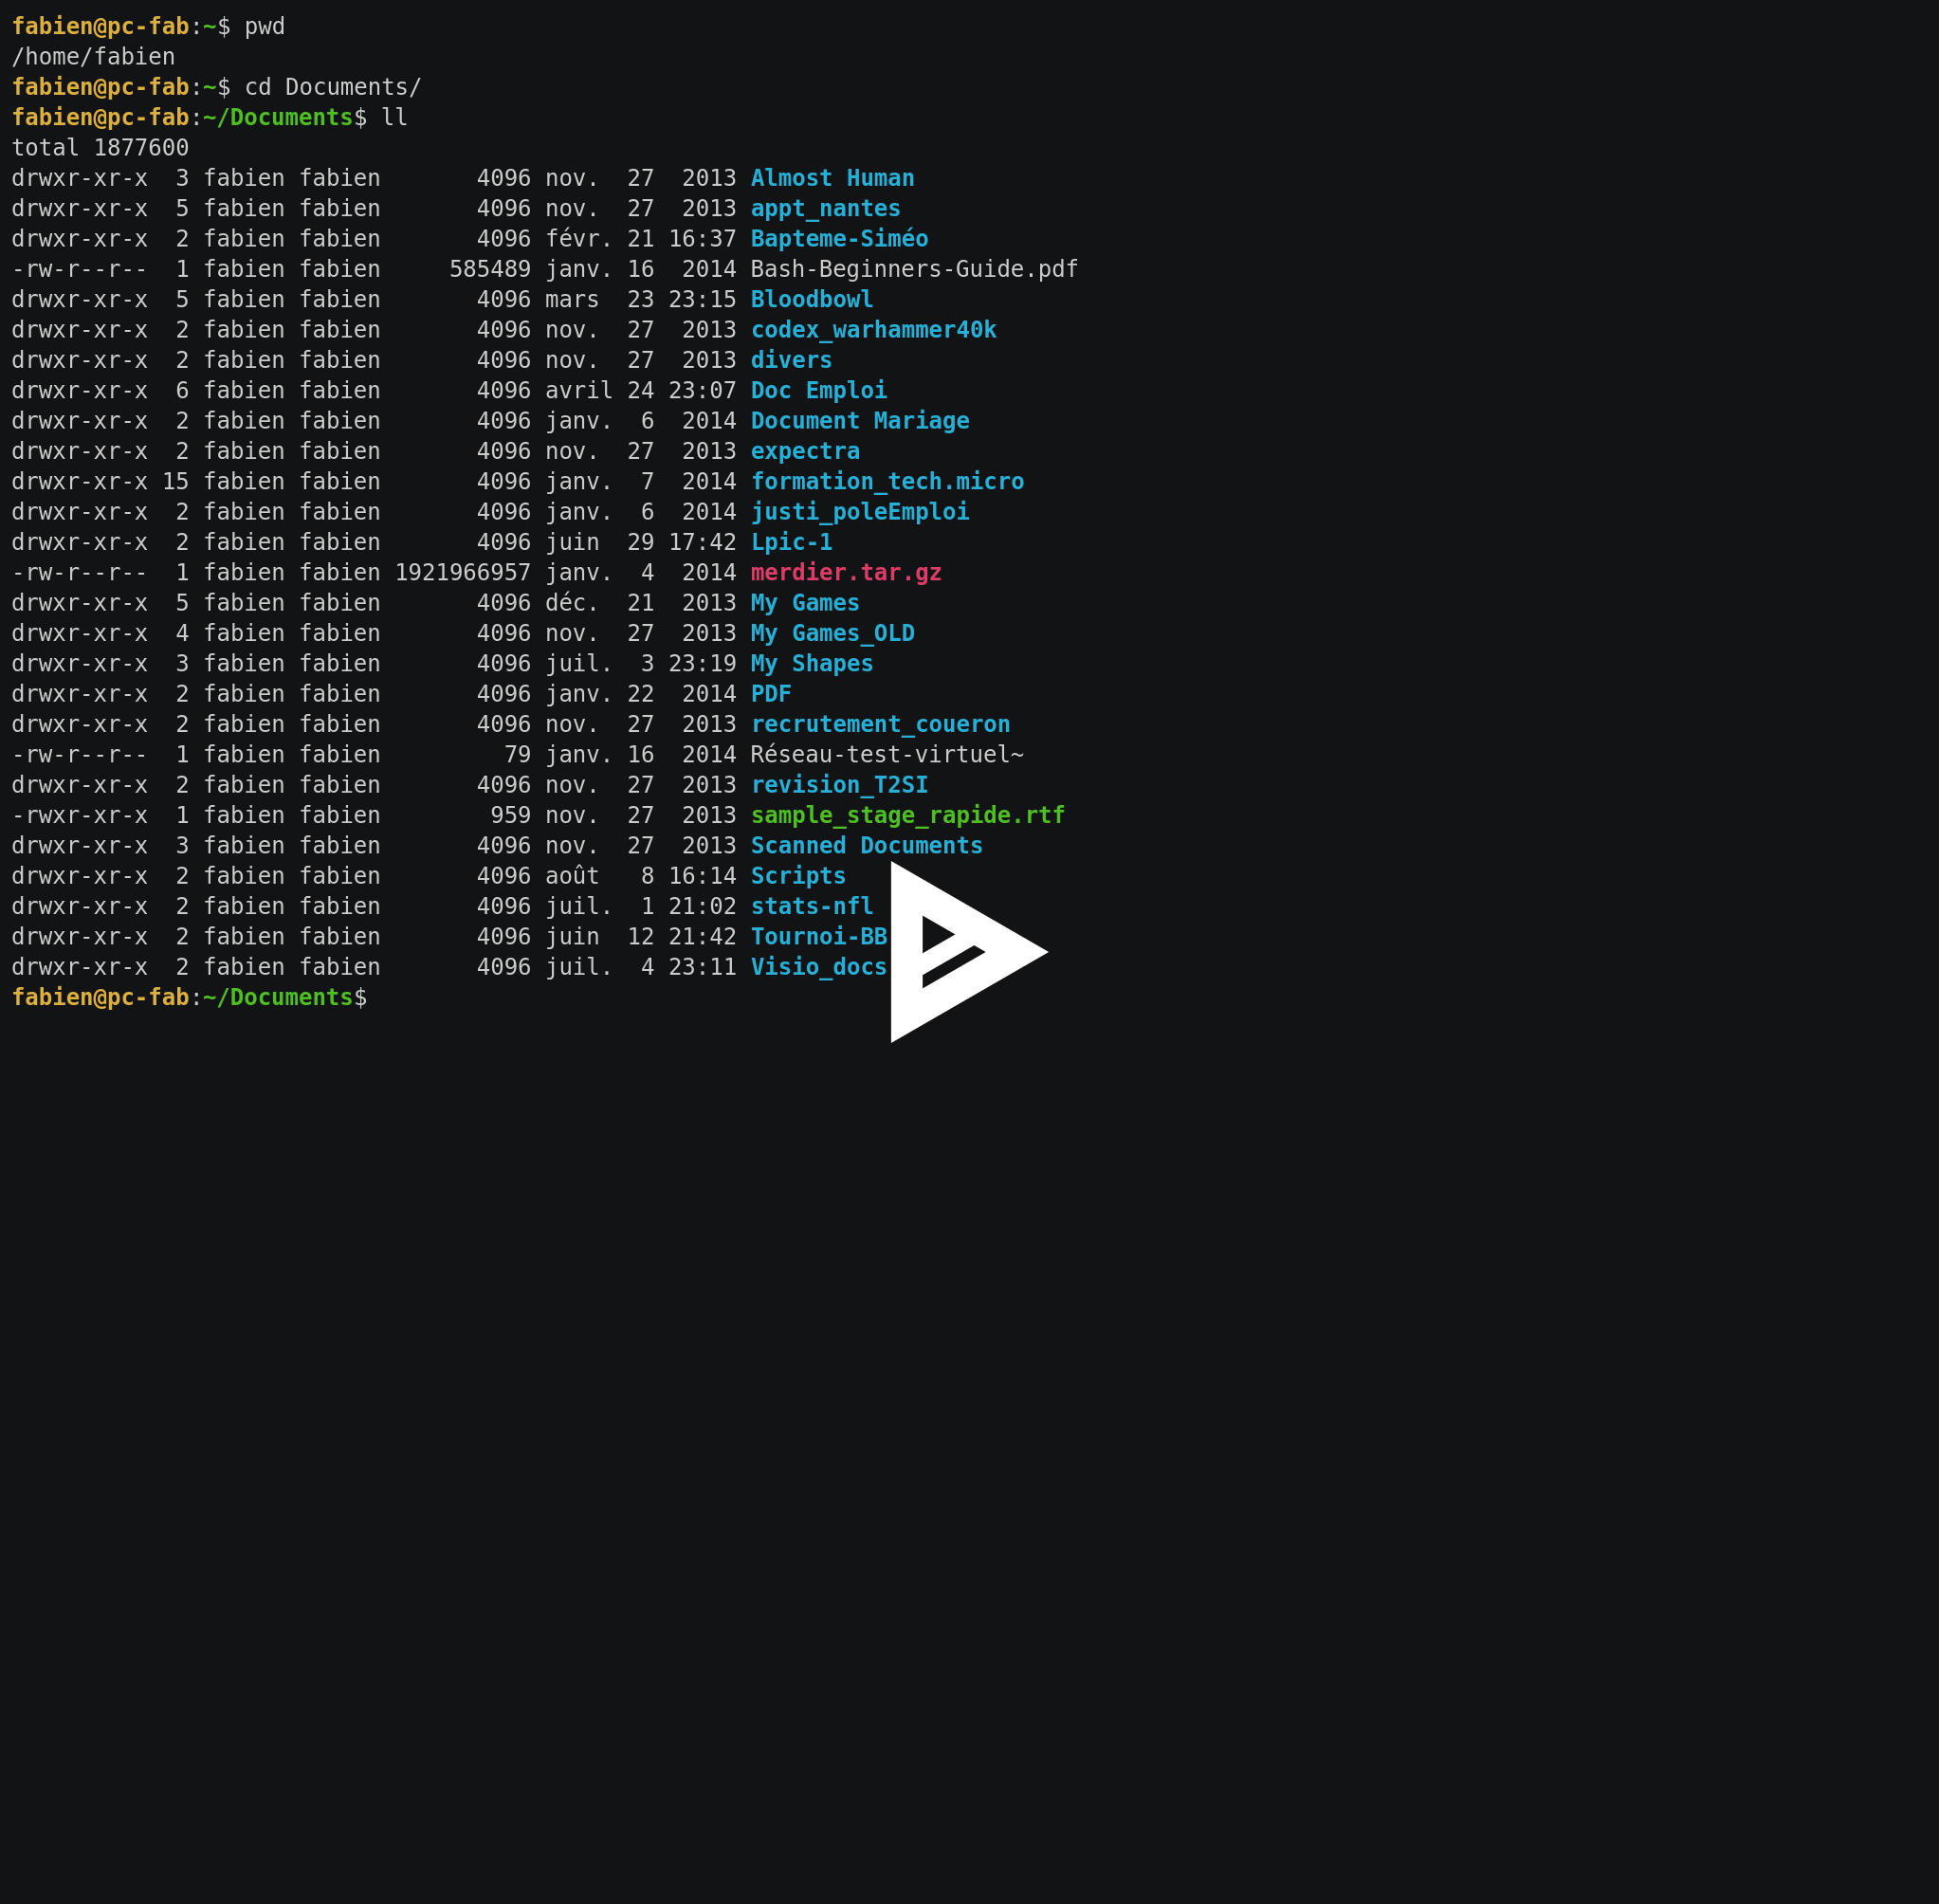 fabien@pc-fab:~$ pwd
/home/fabien
fabien@pc-fab:~$ cd Documents/
fabien@pc-fab:~/Documents$ ll
total 1877600
drwxr-xr-x  3 fabien fabien       4096 nov.  27  2013 Almost Human
drwxr-xr-x  5 fabien fabien       4096 nov.  27  2013 appt_nantes
drwxr-xr-x  2 fabien fabien       4096 févr. 21 16:37 Bapteme-Siméo
-rw-r--r--  1 fabien fabien     585489 janv. 16  2014 Bash-Beginners-Guide.pdf
drwxr-xr-x  5 fabien fabien       4096 mars  23 23:15 Bloodbowl
drwxr-xr-x  2 fabien fabien       4096 nov.  27  2013 codex_warhammer40k
drwxr-xr-x  2 fabien fabien       4096 nov.  27  2013 divers
drwxr-xr-x  6 fabien fabien       4096 avril 24 23:07 Doc Emploi
drwxr-xr-x  2 fabien fabien       4096 janv.  6  2014 Document Mariage
drwxr-xr-x  2 fabien fabien       4096 nov.  27  2013 expectra
drwxr-xr-x 15 fabien fabien       4096 janv.  7  2014 formation_tech.micro
drwxr-xr-x  2 fabien fabien       4096 janv.  6  2014 justi_poleEmploi
drwxr-xr-x  2 fabien fabien       4096 juin  29 17:42 Lpic-1
-rw-r--r--  1 fabien fabien 1921966957 janv.  4  2014 merdier.tar.gz
drwxr-xr-x  5 fabien fabien       4096 déc.  21  2013 My Games
drwxr-xr-x  4 fabien fabien       4096 nov.  27  2013 My Games_OLD
drwxr-xr-x  3 fabien fabien       4096 juil.  3 23:19 My Shapes
drwxr-xr-x  2 fabien fabien       4096 janv. 22  2014 PDF
drwxr-xr-x  2 fabien fabien       4096 nov.  27  2013 recrutement_coueron
-rw-r--r--  1 fabien fabien         79 janv. 16  2014 Réseau-test-virtuel~
drwxr-xr-x  2 fabien fabien       4096 nov.  27  2013 revision_T2SI
-rwxr-xr-x  1 fabien fabien        959 nov.  27  2013 sample_stage_rapide.rtf
drwxr-xr-x  3 fabien fabien       4096 nov.  27  2013 Scanned Documents
drwxr-xr-x  2 fabien fabien       4096 août   8 16:14 Scripts
drwxr-xr-x  2 fabien fabien       4096 juil.  1 21:02 stats-nfl
drwxr-xr-x  2 fabien fabien       4096 juin  12 21:42 Tournoi-BB
drwxr-xr-x  2 fabien fabien       4096 juil.  4 23:11 Visio_docs
fabien@pc-fab:~/Documents$